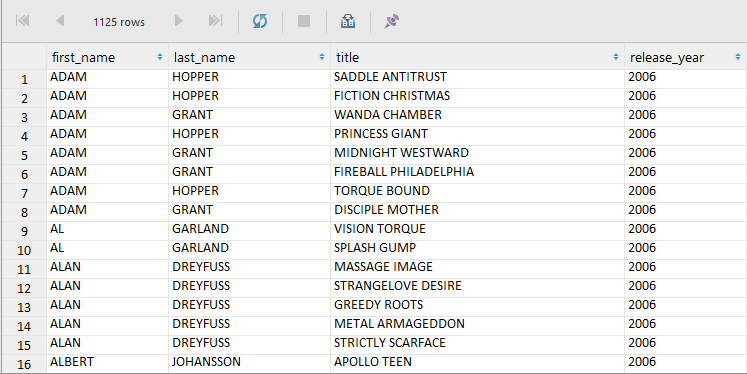 1125 rows
first_name last_name title release_year
1 ADAM HOPPER SADDLE ANTITRUST 2006
2 ADAM HOPPER FICTION CHRISTMAS 2006
3 ADAM GRANT WANDA CHAMBER 2006
4 ADAM HOPPER PRINCESS GIANT 2006
5 ADAM GRANT MIDNIGHT WESTWARD 2006
6 ADAM GRANT FIREBALL PHILADELPHIA 2006
7 ADAM HOPPER TORQUE BOUND 2006
8 ADAM GRANT DISCIPLE MOTHER 2006
9 AL GARLAND VISION TORQUE 2006
10 AL GARLAND SPLASH GUMP 2006
11 ALAN DREYFUSS MASSAGE IMAGE 2006
12 ALAN DREYFUSS STRANGELOVE DESIRE 2006
13 ALAN DREYFUSS GREEDY ROOTS 2006
14 ALAN DREYFUSS METAL ARMAGEDDON 2006
15 ALAN DREYFUSS STRICTLY SCARFACE 2006
16 ALBERT JOHANSSON APOLLO TEEN 2006